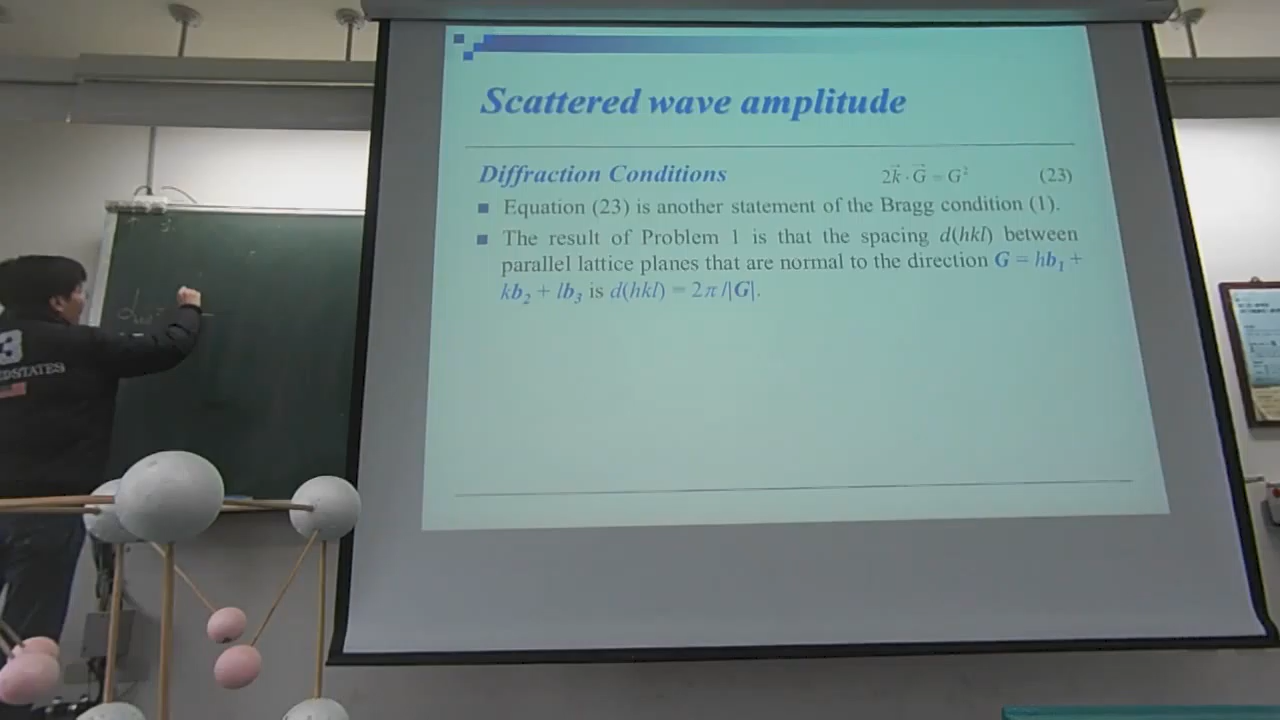 Scattered wave amplitude
Diffraction Conditions 2k⃗ · G⃗ = G² (23)
Equation (23) is another statement of the Bragg condition (1).
The result of Problem 1 is that the spacing d(hkl) between
parallel lattice planes that are normal to the direction G = hb₁ +
kb₂ + lb₃ is d(hkl) = 2π/|G|.
3
EDSTATES